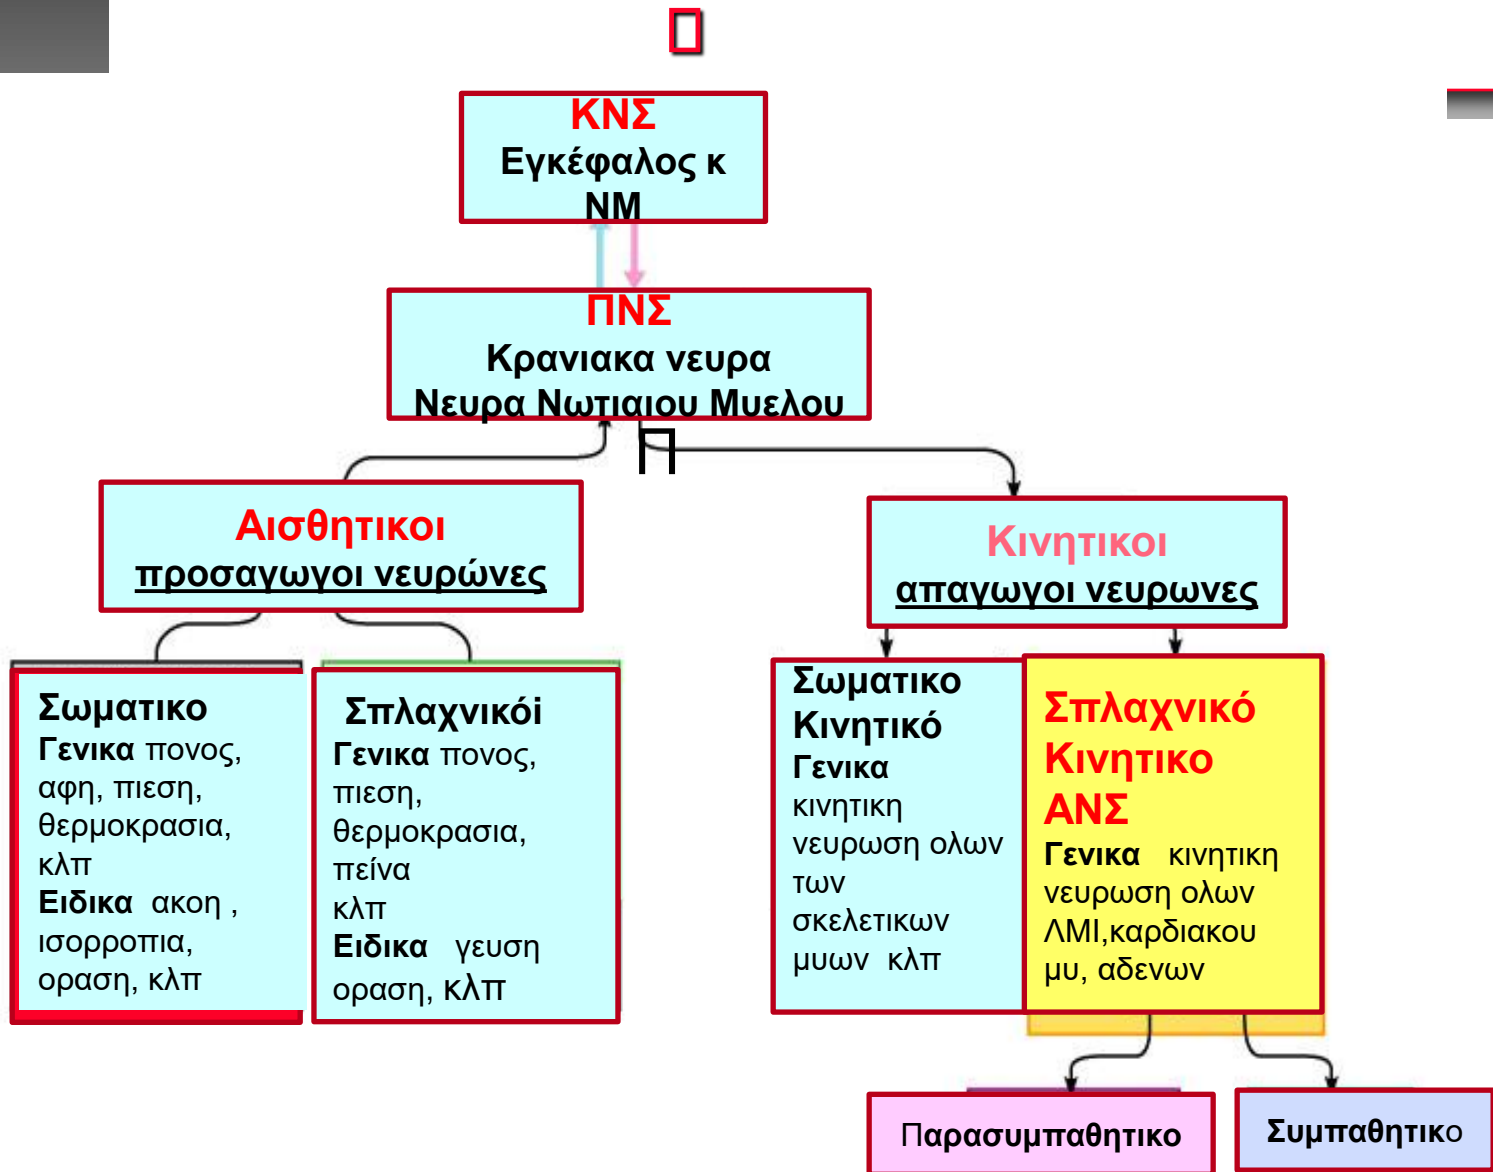 ΚΝΣ
Εγκέφαλος κ
ΝΜ
ΠΝΣ
Κρανιακα νευρα
Νευρα Νωτιαιου Μυελου
Π
Αισθητικοι
προσαγωγοι νευρώνες
Κινητικοι
απαγωγοι νευρωνες
Σωματικο
Γενικα πονος,
αφη, πιεση,
θερμοκρασια,
κλπ
Ειδικα ακοη ,
ισορροπια,
οραση, κλπ
Σπλαχνικόi
Γενικα πονος,
πιεση,
θερμοκρασια,
πείνα
κλπ
Ειδικα γευση
οραση, κλπ
Σωματικο
Κινητικό
Γενικα
κινητικη
νευρωση ολων
των
σκελετικων
μυων κλπ
Σπλαχνικό
Κινητικο
ΑΝΣ
Γενικα κινητικη
νευρωση ολων
ΛΜΙ,καρδιακου
μυ, αδενων
Παρασυμπαθητικο
Συμπαθητικο